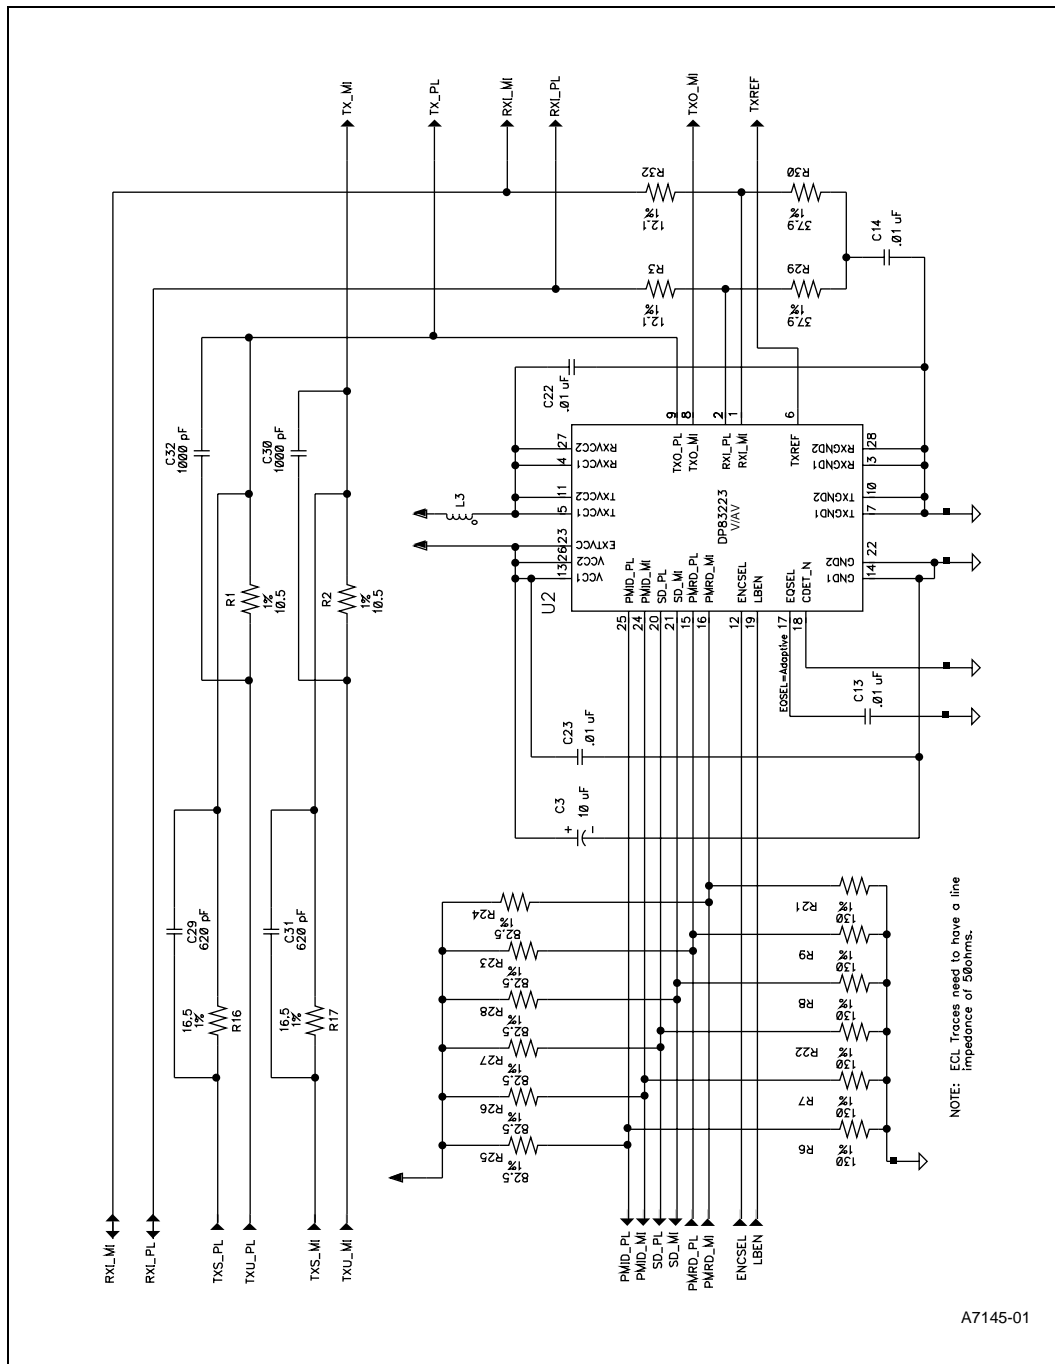 TX_MI
TX_PL
RXI_MI
RXI_PL
TXO_MI
TXREF
R32
1%
12.1
R30
1%
37.9
R3
1%
12.1
R29
1%
37.9
C14
.01 uF
C32
1000 pF
C30
1000 pF
C22
.01 uF
R1
1%
10.5
R2
1%
10.5
L3
U2
DP83223
V/AV
9
8
2
1
6
TXO_PL
TXO_MI
RXI_PL
RXI_MI
TXREF
27
4
11
5
23
26
13
RXVCC2
RXVCC1
TXVCC2
TXVCC1
EXTVCC
VCC2
VCC1
28
3
10
7
22
14
RXGND2
RXGND1
TXGND2
TXGND1
GND2
GND1
PMID_PL
PMID_MI
SD_PL
SD_MI
PMRD_PL
PMRD_MI
ENCSEL
LBEN
EQSEL
CDET_N
25
24
20
21
15
16
12
19
17
18
EQSEL=Adaptive
C13
.01 uF
C23
.01 uF
C3
10 uF
+
-
C29
620 pF
C31
620 pF
16.5
1%
R16
16.5
1%
R17
R24
1%
82.5
R23
1%
82.5
R28
1%
82.5
R27
1%
82.5
R26
1%
82.5
R25
1%
82.5
R21
1%
130
R9
1%
130
R8
1%
130
R22
1%
130
R7
1%
130
R6
1%
130
NOTE: ECL Traces need to have a line
impedance of 50ohms.
RXI_MI
RXI_PL
TXS_PL
TXU_PL
TXS_MI
TXU_MI
PMID_PL
PMID_MI
SD_PL
SD_MI
PMRD_PL
PMRD_MI
ENCSEL
LBEN
A7145-01